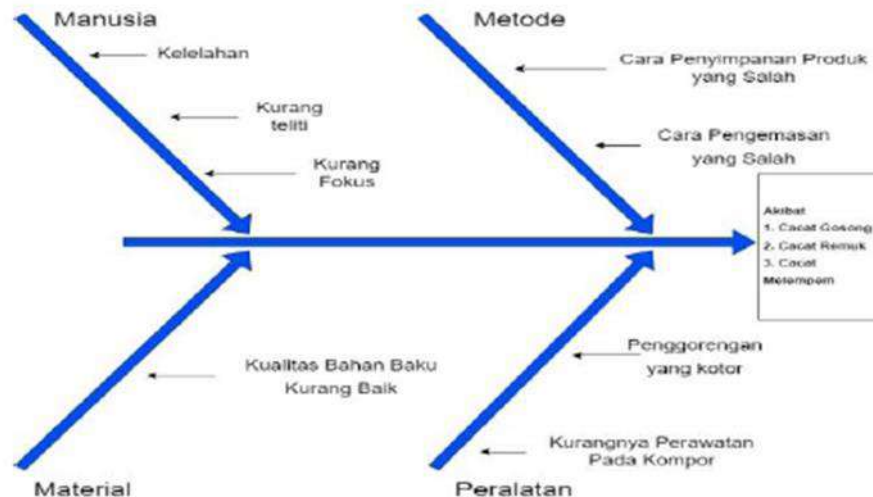 Manusia
Kelelahan
Kurang
teliti
Kurang
Fokus
Metode
Cara Penyimpanan Produk
yang Salah
Cara Pengemasan
yang Salah
Akibat
1. Cacat Gosong
2. Cacat Remuk
3. Cacat
Melempem
Kualitas Bahan Baku
Kurang Baik
Material
Penggorengan
yang kotor
Kurangnya Perawatan
Pada Kompor
Peralatan